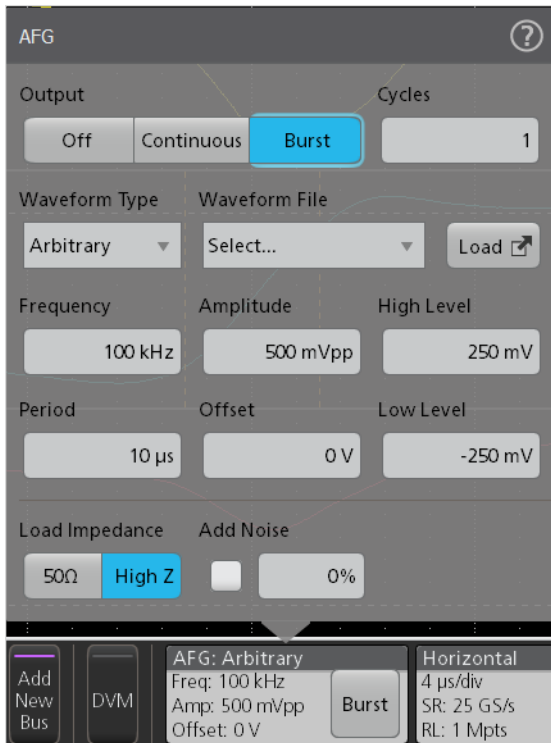 AFG ?
Output Cycles
Off Continuous Burst 1
Waveform Type Waveform File
Arbitrary Select... Load
Frequency Amplitude High Level
100 kHz 500 mVpp 250 mV
Period Offset Low Level
10 µs 0 V -250 mV
Load Impedance Add Noise
50Ω High Z 0%
Add
New
Bus
DVM
AFG: Arbitrary
Freq: 100 kHz
Amp: 500 mVpp
Offset: 0 V
Burst
Horizontal
4 µs/div
SR: 25 GS/s
RL: 1 Mpts